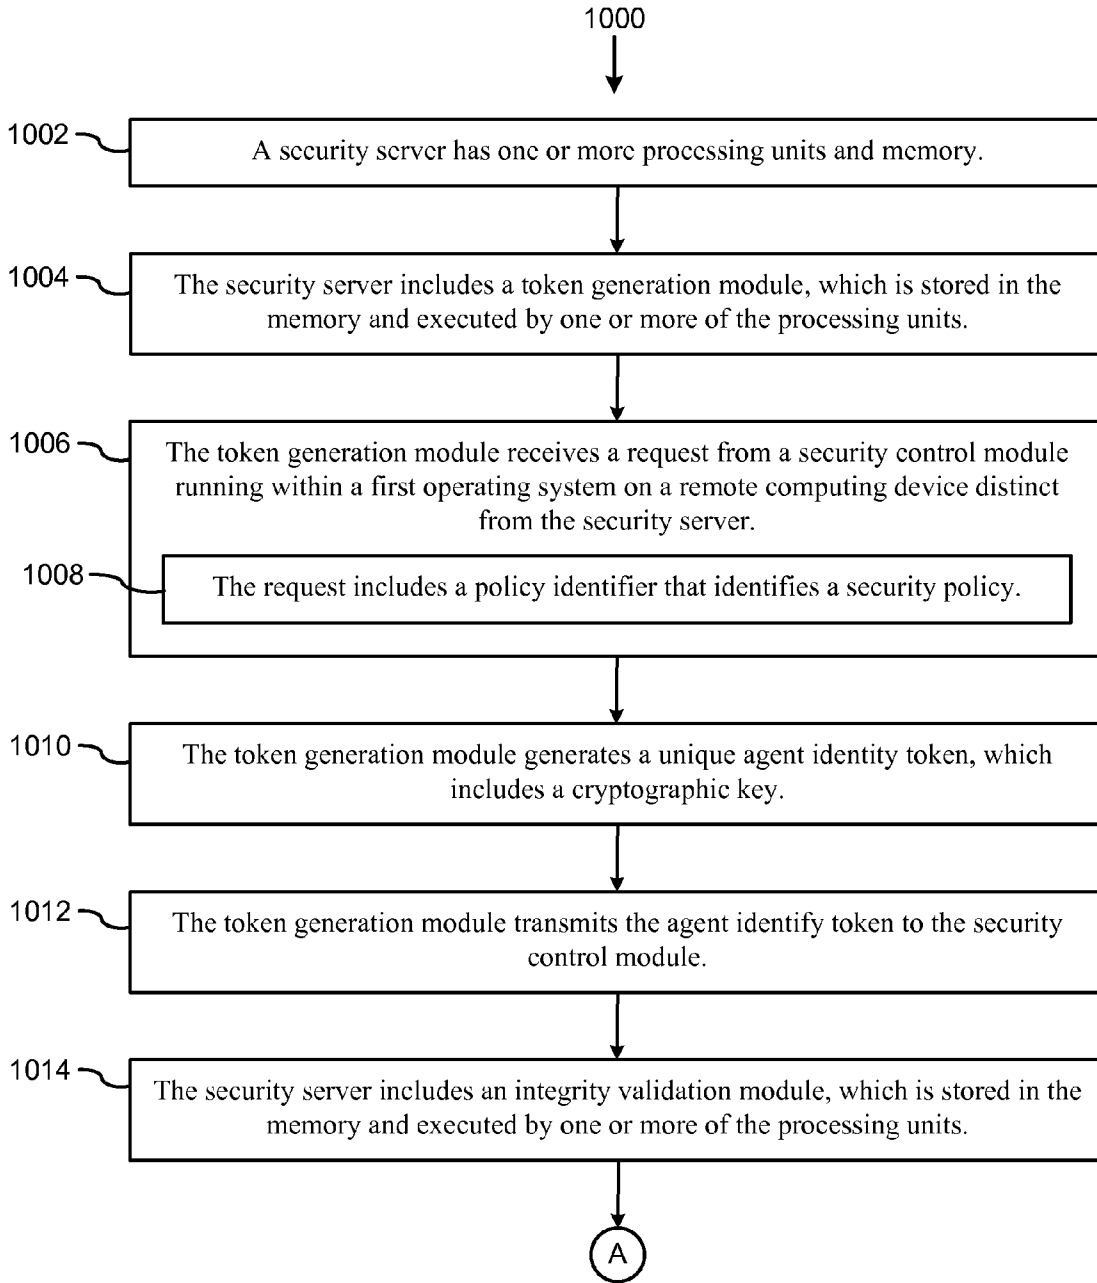 1000
1002
A security server has one or more processing units and memory.
1004
The security server includes a token generation module, which is stored in the
memory and executed by one or more of the processing units.
1006
The token generation module receives a request from a security control module
running within a first operating system on a remote computing device distinct
from the security server.
1008
The request includes a policy identifier that identifies a security policy.
1010
The token generation module generates a unique agent identity token, which
includes a cryptographic key.
1012
The token generation module transmits the agent identify token to the security
control module.
1014
The security server includes an integrity validation module, which is stored in the
memory and executed by one or more of the processing units.
A